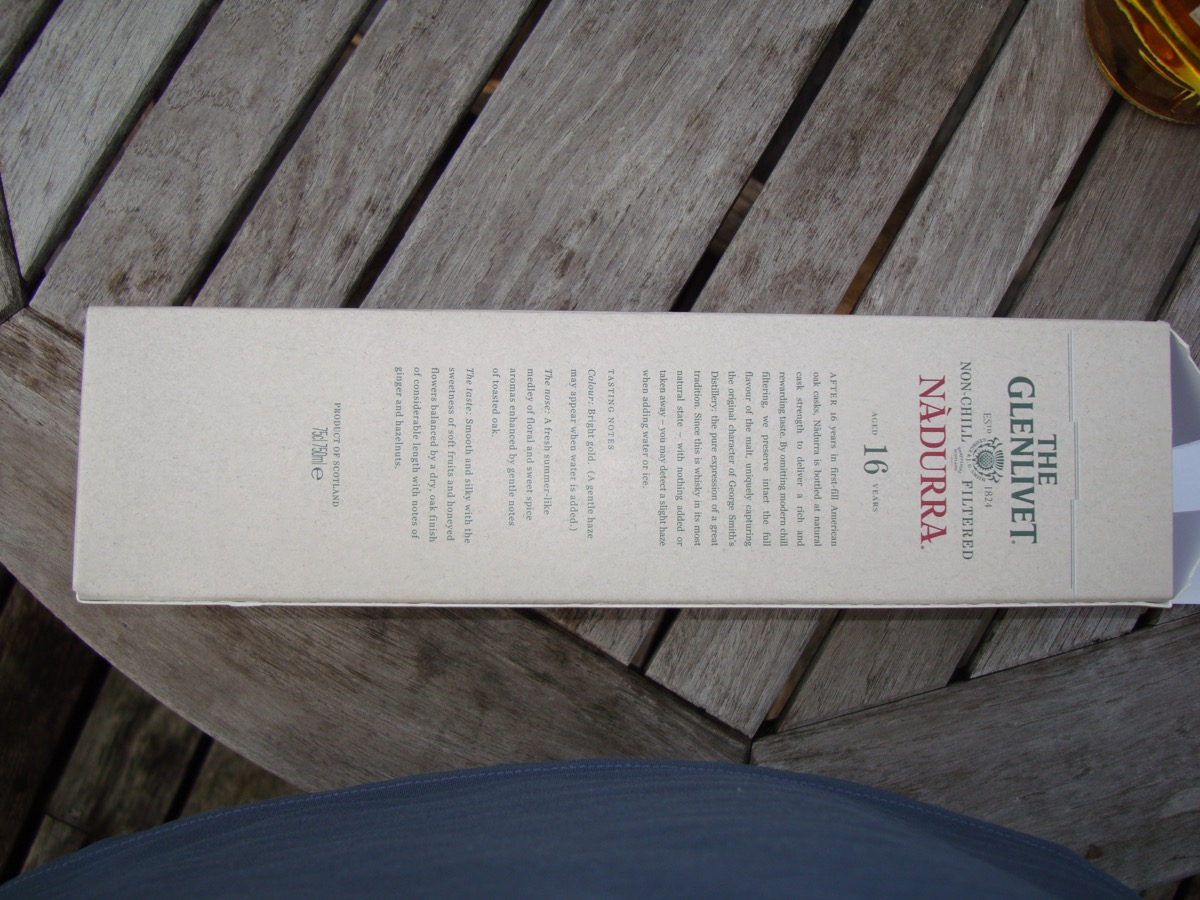 THE
GLENLIVET.
ESTD 1824
NON-CHILL FILTERED
NÀDURRA.
AGED 16 YEARS
AFTER 16 years in first-fill American
oak casks, Nàdurra is bottled at natural
cask strength to deliver a rich and
rewarding taste. By omitting modern chill
filtering, we preserve intact the full
flavour of the malt, uniquely capturing
the original character of George Smith's
Distillery: the pure expression of a great
tradition. Since this is whisky in its most
natural state – with nothing added or
taken away – you may detect a slight haze
when adding water or ice.
TASTING NOTES
Colour: Bright gold. (A gentle haze
may appear when water is added.)
The nose: A fresh summer-like
medley of floral and sweet spice
aromas enhanced by gentle notes
of toasted oak.
The taste: Smooth and silky with the
sweetness of soft fruits and honeyed
flowers balanced by a dry, oak finish
of considerable length with notes of
ginger and hazelnuts.
PRODUCT OF SCOTLAND
75cl/750ml e